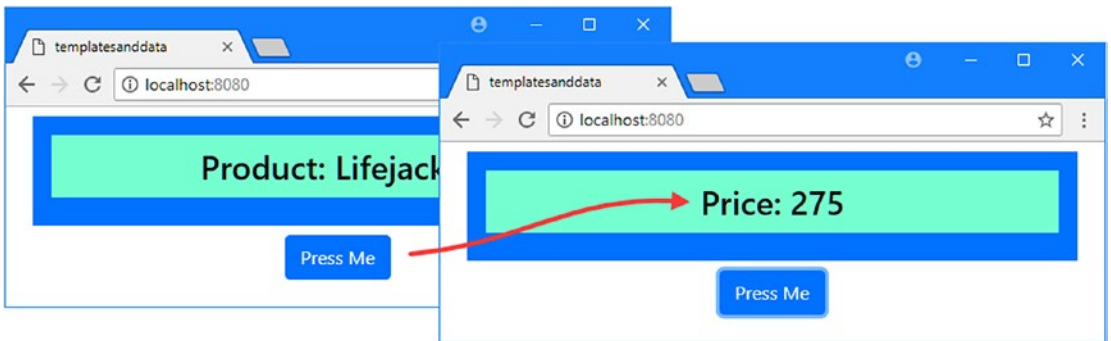 templatesanddata
localhost:8080
Product: Lifejack
Press Me
templatesanddata
localhost:8080
Price: 275
Press Me